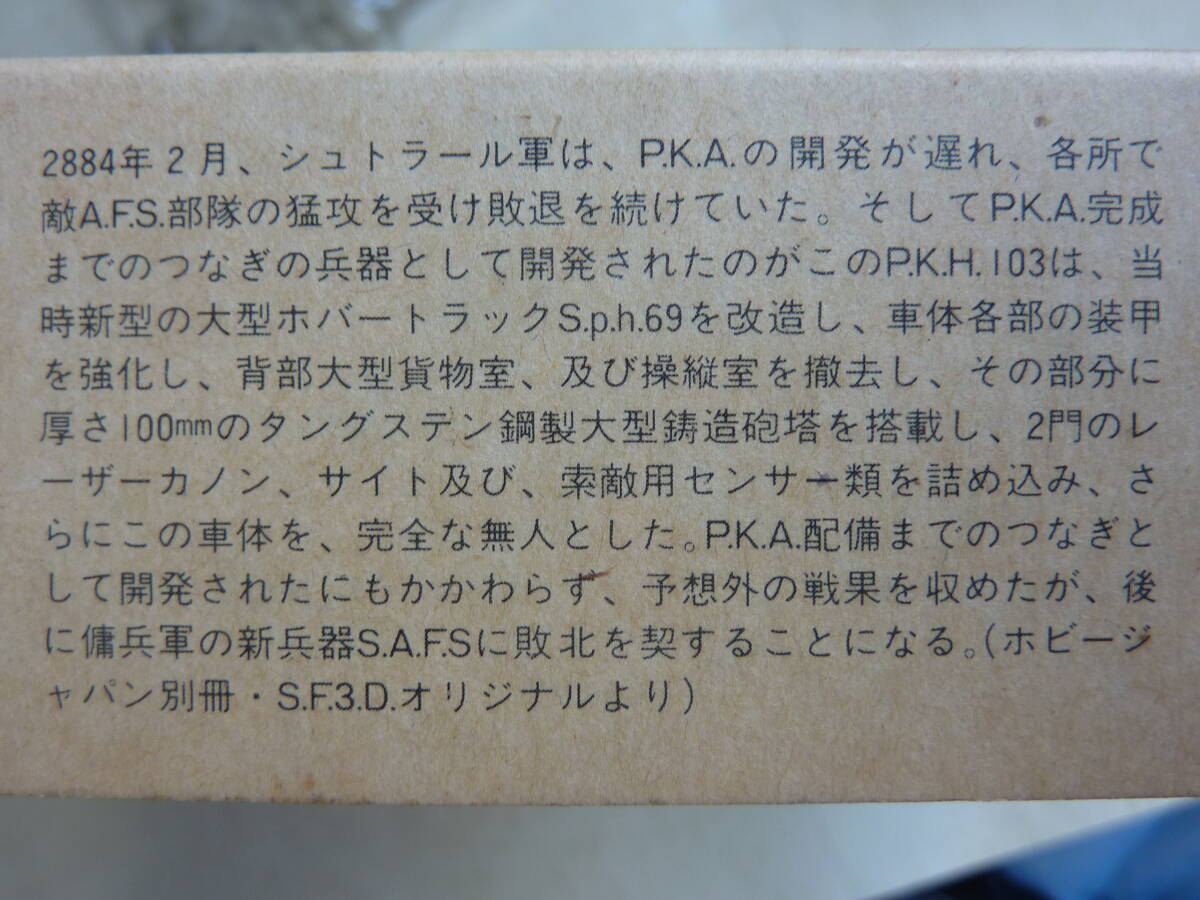 2884年2月、シュトラール軍は、P.K.A.の開発が遅れ、各所で
敵A.F.S.部隊の猛攻を受け敗退を続けていた。そしてP.K.A.完成
までのつなぎの兵器として開発されたのがこのP.K.H.103は、当
時新型の大型ホバートラックS.p.h.69を改造し、車体各部の装甲
を強化し、背部大型貨物室、及び操縦室を撤去し、その部分に
厚さ100mmのタングステン鋼製大型鋳造砲塔を搭載し、2門のレ
ーザーカノン、サイト及び、索敵用センサー類を詰め込み、さ
らにこの車体を、完全な無人とした。P.K.A.配備までのつなぎと
して開発されたにもかかわらず、予想外の戦果を収めたが、後
に傭兵軍の新兵器S.A.F.Sに敗北を契することになる。(ホビージ
ャパン別冊・S.F.3.D.オリジナルより)